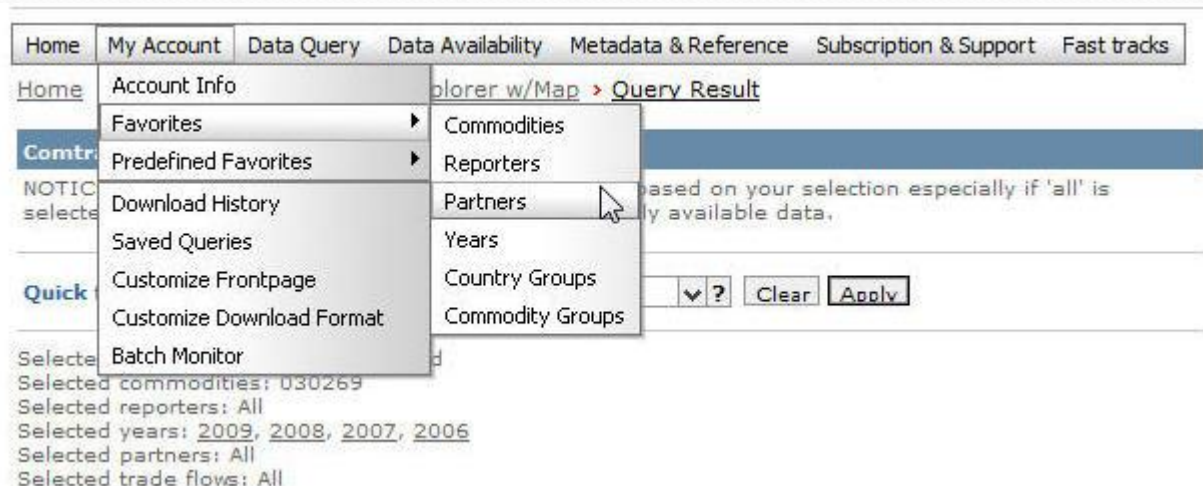 Home My Account Data Query Data Availability Metadata & Reference Subscription & Support Fast tracks
Home plorer w/Map > Query Result
Account Info
Favorites
Predefined Favorites
Download History
Saved Queries
Customize Frontpage
Customize Download Format
Batch Monitor
Commodities
Reporters
Partners
Years
Country Groups
Commodity Groups
Comtr
NOTIC based on your selection especially if 'all' is
selecte ly available data.
Quick ? Clear Apply
Selecte d
Selected commodities: 030269
Selected reporters: All
Selected years: 2009, 2008, 2007, 2006
Selected partners: All
Selected trade flows: All